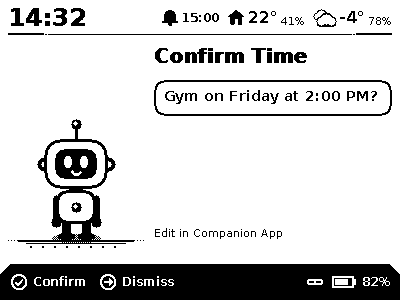 14:32 15:00 22° 41% -4° 78%
Confirm Time
Gym on Friday at 2:00 PM?
Edit in Companion App
Confirm Dismiss 82%